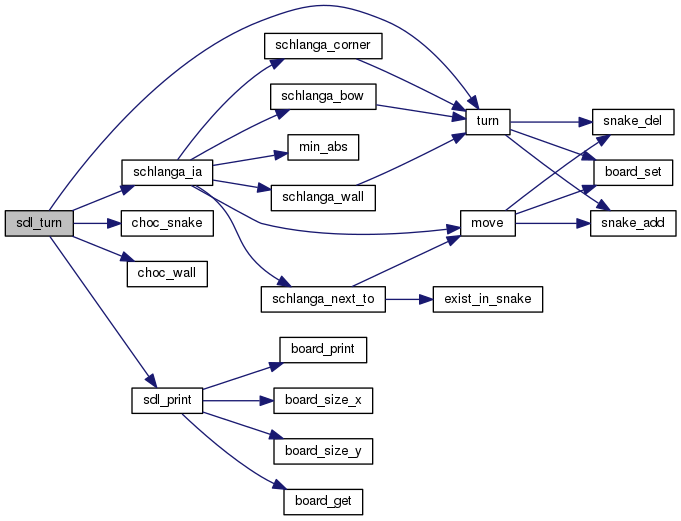 schlanga_corner
schlanga_bow
turn
snake_del
min_abs
schlanga_ia
board_set
schlanga_wall
sdl_turn
choc_snake
move
snake_add
choc_wall
schlanga_next_to
exist_in_snake
board_print
sdl_print
board_size_x
board_size_y
board_get